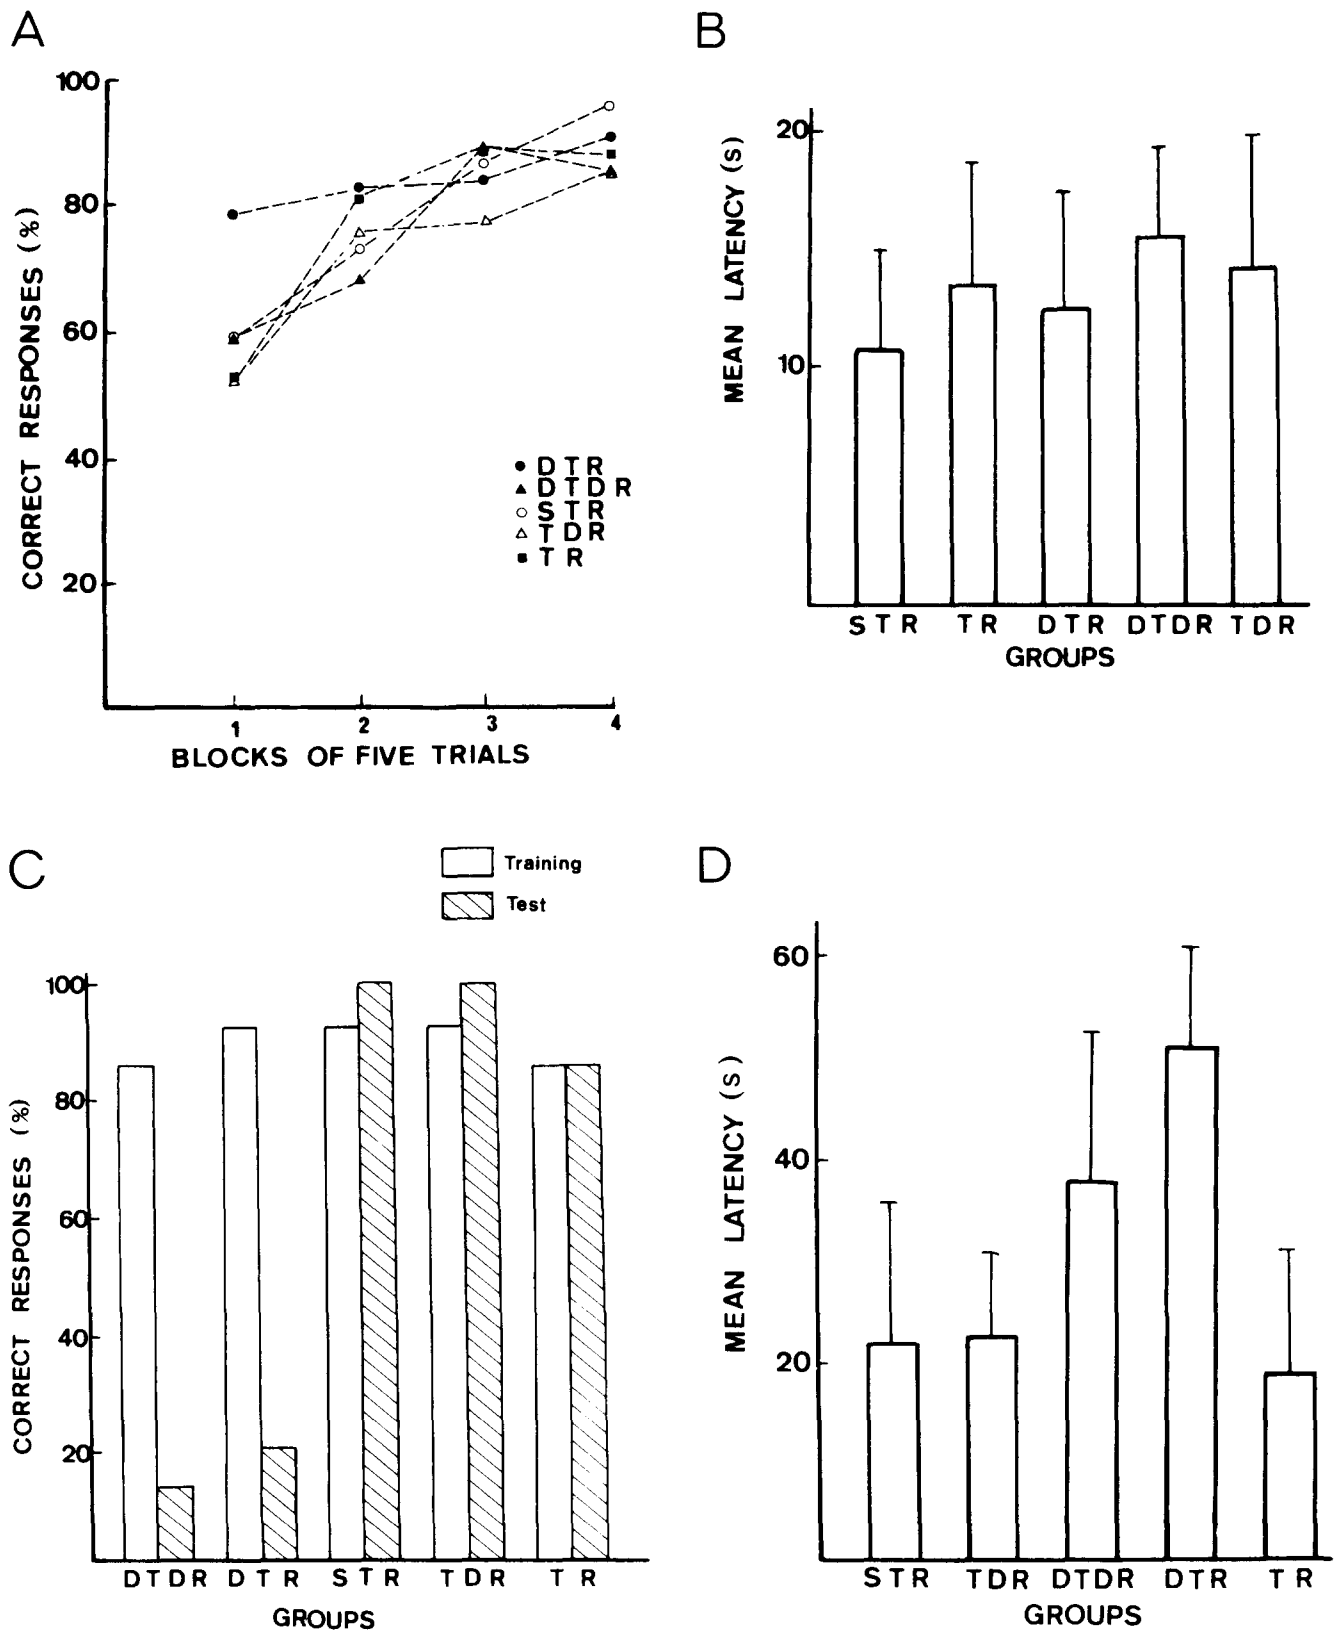 A
100
80
60
40
20
CORRECT RESPONSES (%)
● D T R
▲ D T D R
○ S T R
△ T D R
■ T R
1 2 3 4
BLOCKS OF FIVE TRIALS
B
20
10
MEAN LATENCY (s)
S T R T R D T R D T D R T D R
GROUPS
C
Training
Test
100
80
60
40
20
CORRECT RESPONSES (%)
D T D R D T R S T R T D R T R
GROUPS
D
60
40
20
MEAN LATENCY (s)
S T R T D R D T D R D T R T R
GROUPS